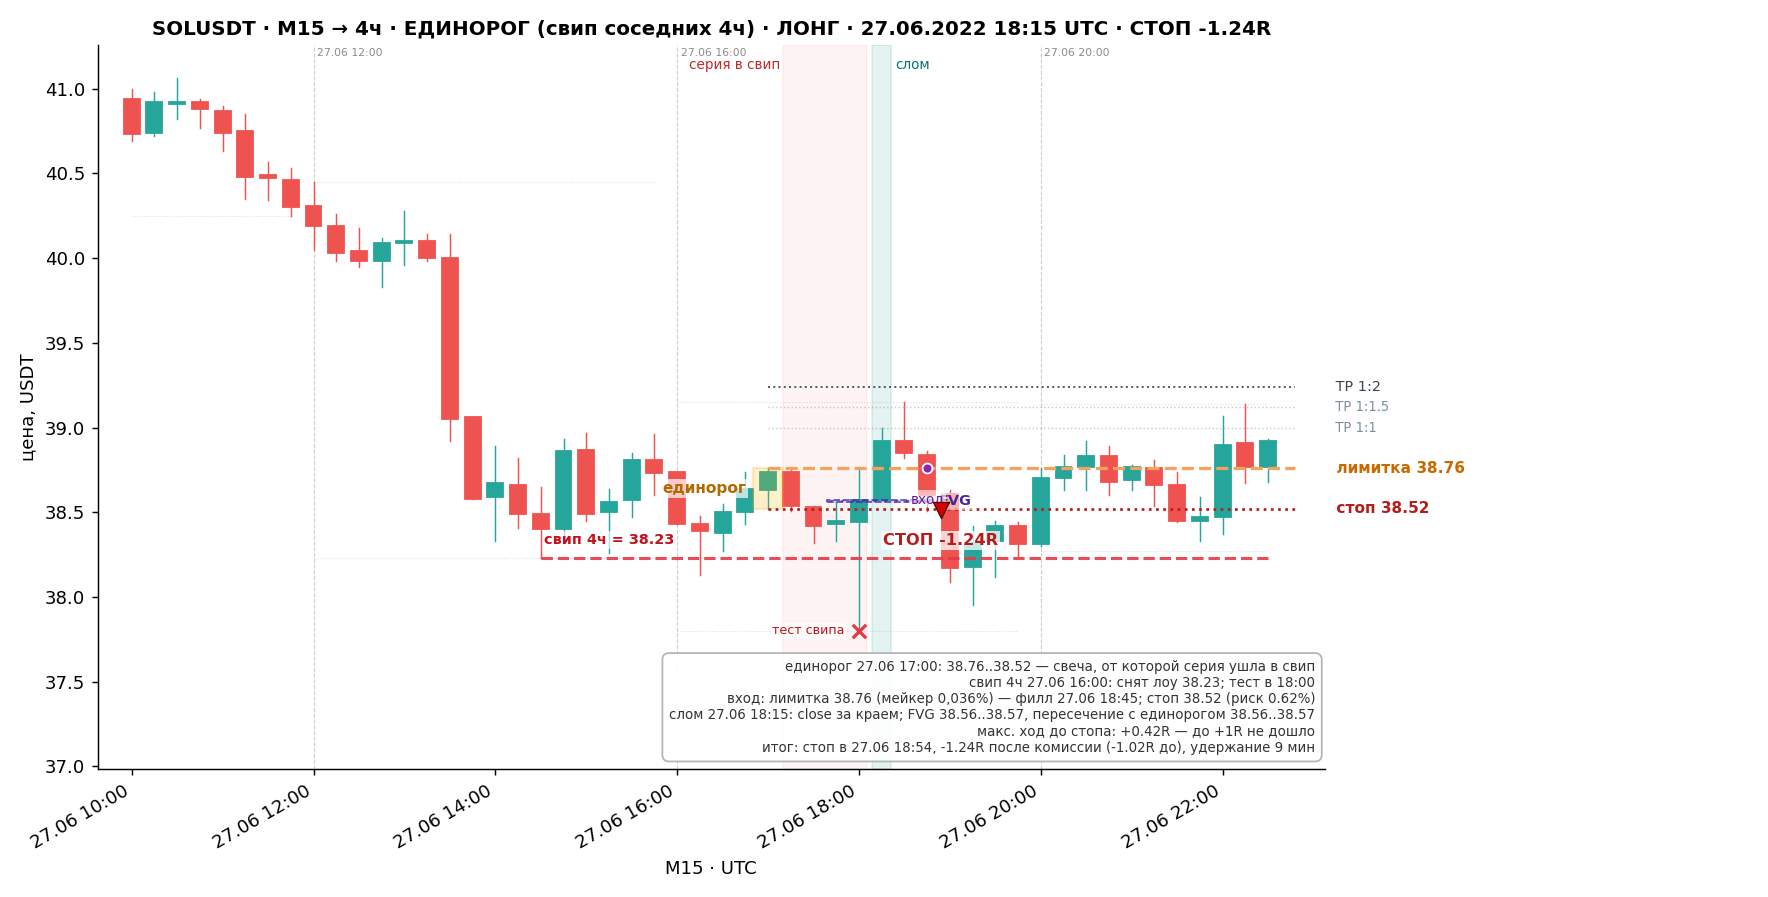 SOLUSDT · M15 → 4ч · ЕДИНОРОГ (свип соседних 4ч) · ЛОНГ · 27.06.2022 18:15 UTC · СТОП -1.24R
27.06 12:00
27.06 16:00
27.06 20:00
серия в свип
слом
41.0
40.5
40.0
39.5
39.0
38.5
38.0
37.5
37.0
цена, USDT
TP 1:2
TP 1:1.5
TP 1:1
лимитка 38.76
единорог
вход
FVG
стоп 38.52
свип 4ч = 38.23
СТОП -1.24R
тест свипа
единорог 27.06 17:00: 38.76..38.52 — свеча, от которой серия ушла в свип
свип 4ч 27.06 16:00: снят лоу 38.23; тест в 18:00
вход: лимитка 38.76 (мейкер 0,036%) — филл 27.06 18:45; стоп 38.52 (риск 0.62%)
слом 27.06 18:15: close за краем; FVG 38.56..38.57, пересечение с единорогом 38.56..38.57
макс. ход до стопа: +0.42R — до +1R не дошло
итог: стоп в 27.06 18:54, -1.24R после комиссии (-1.02R до), удержание 9 мин
27.06 10:00
27.06 12:00
27.06 14:00
27.06 16:00
27.06 18:00
27.06 20:00
27.06 22:00
M15 · UTC